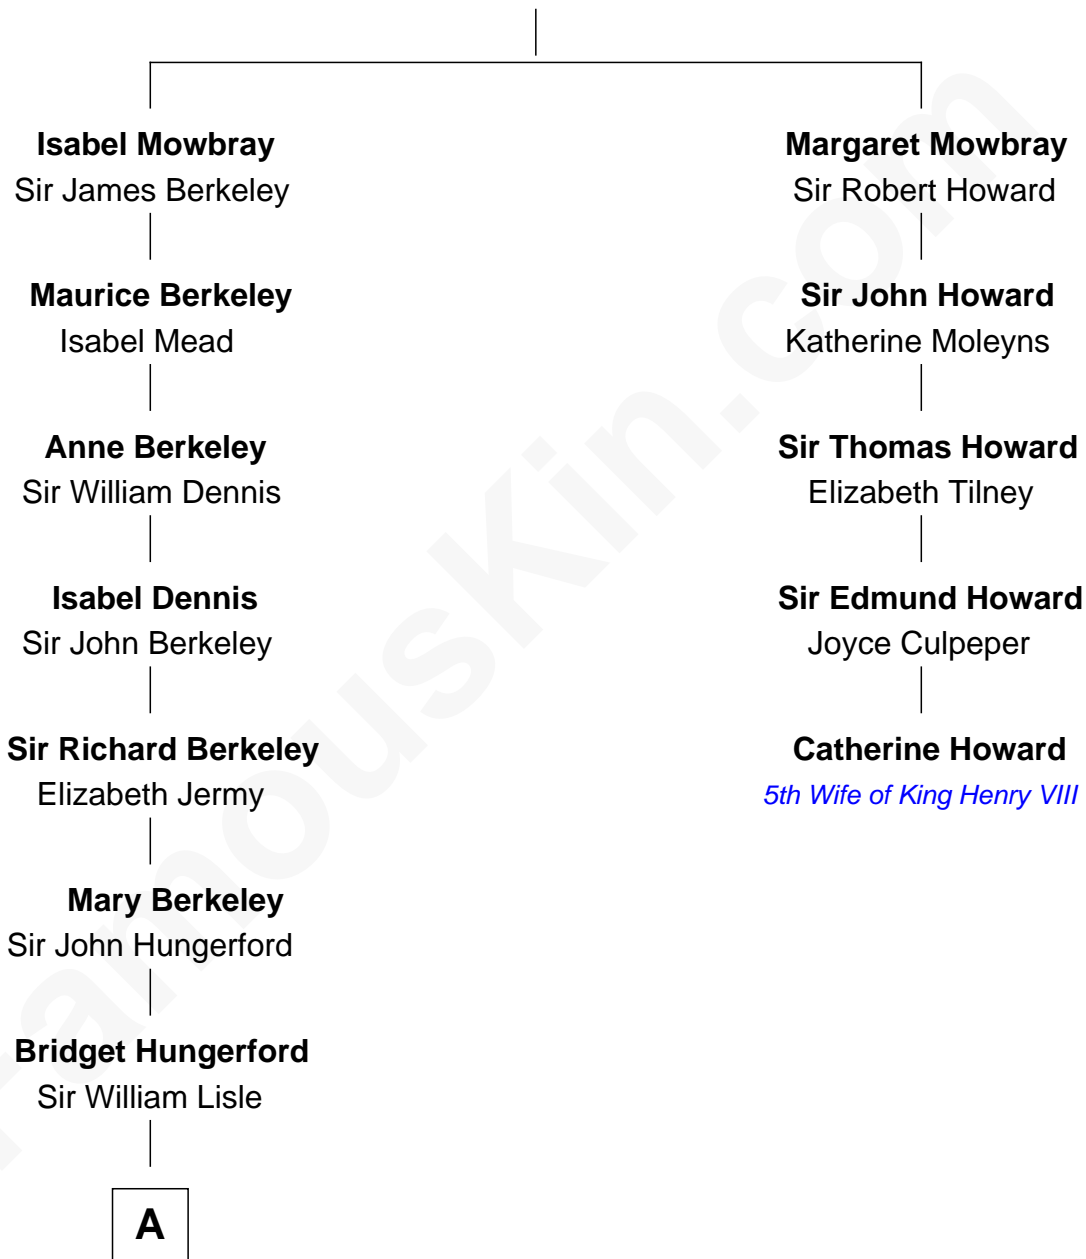 Isabel Mowbray
Sir James Berkeley
Margaret Mowbray
Sir Robert Howard
Maurice Berkeley
Isabel Mead
Sir John Howard
Katherine Moleyns
Anne Berkeley
Sir William Dennis
Sir Thomas Howard
Elizabeth Tilney
Isabel Dennis
Sir John Berkeley
Sir Edmund Howard
Joyce Culpeper
Sir Richard Berkeley
Elizabeth Jermy
Catherine Howard
5th Wife of King Henry VIII
Mary Berkeley
Sir John Hungerford
Bridget Hungerford
Sir William Lisle
A
FamousKin.com